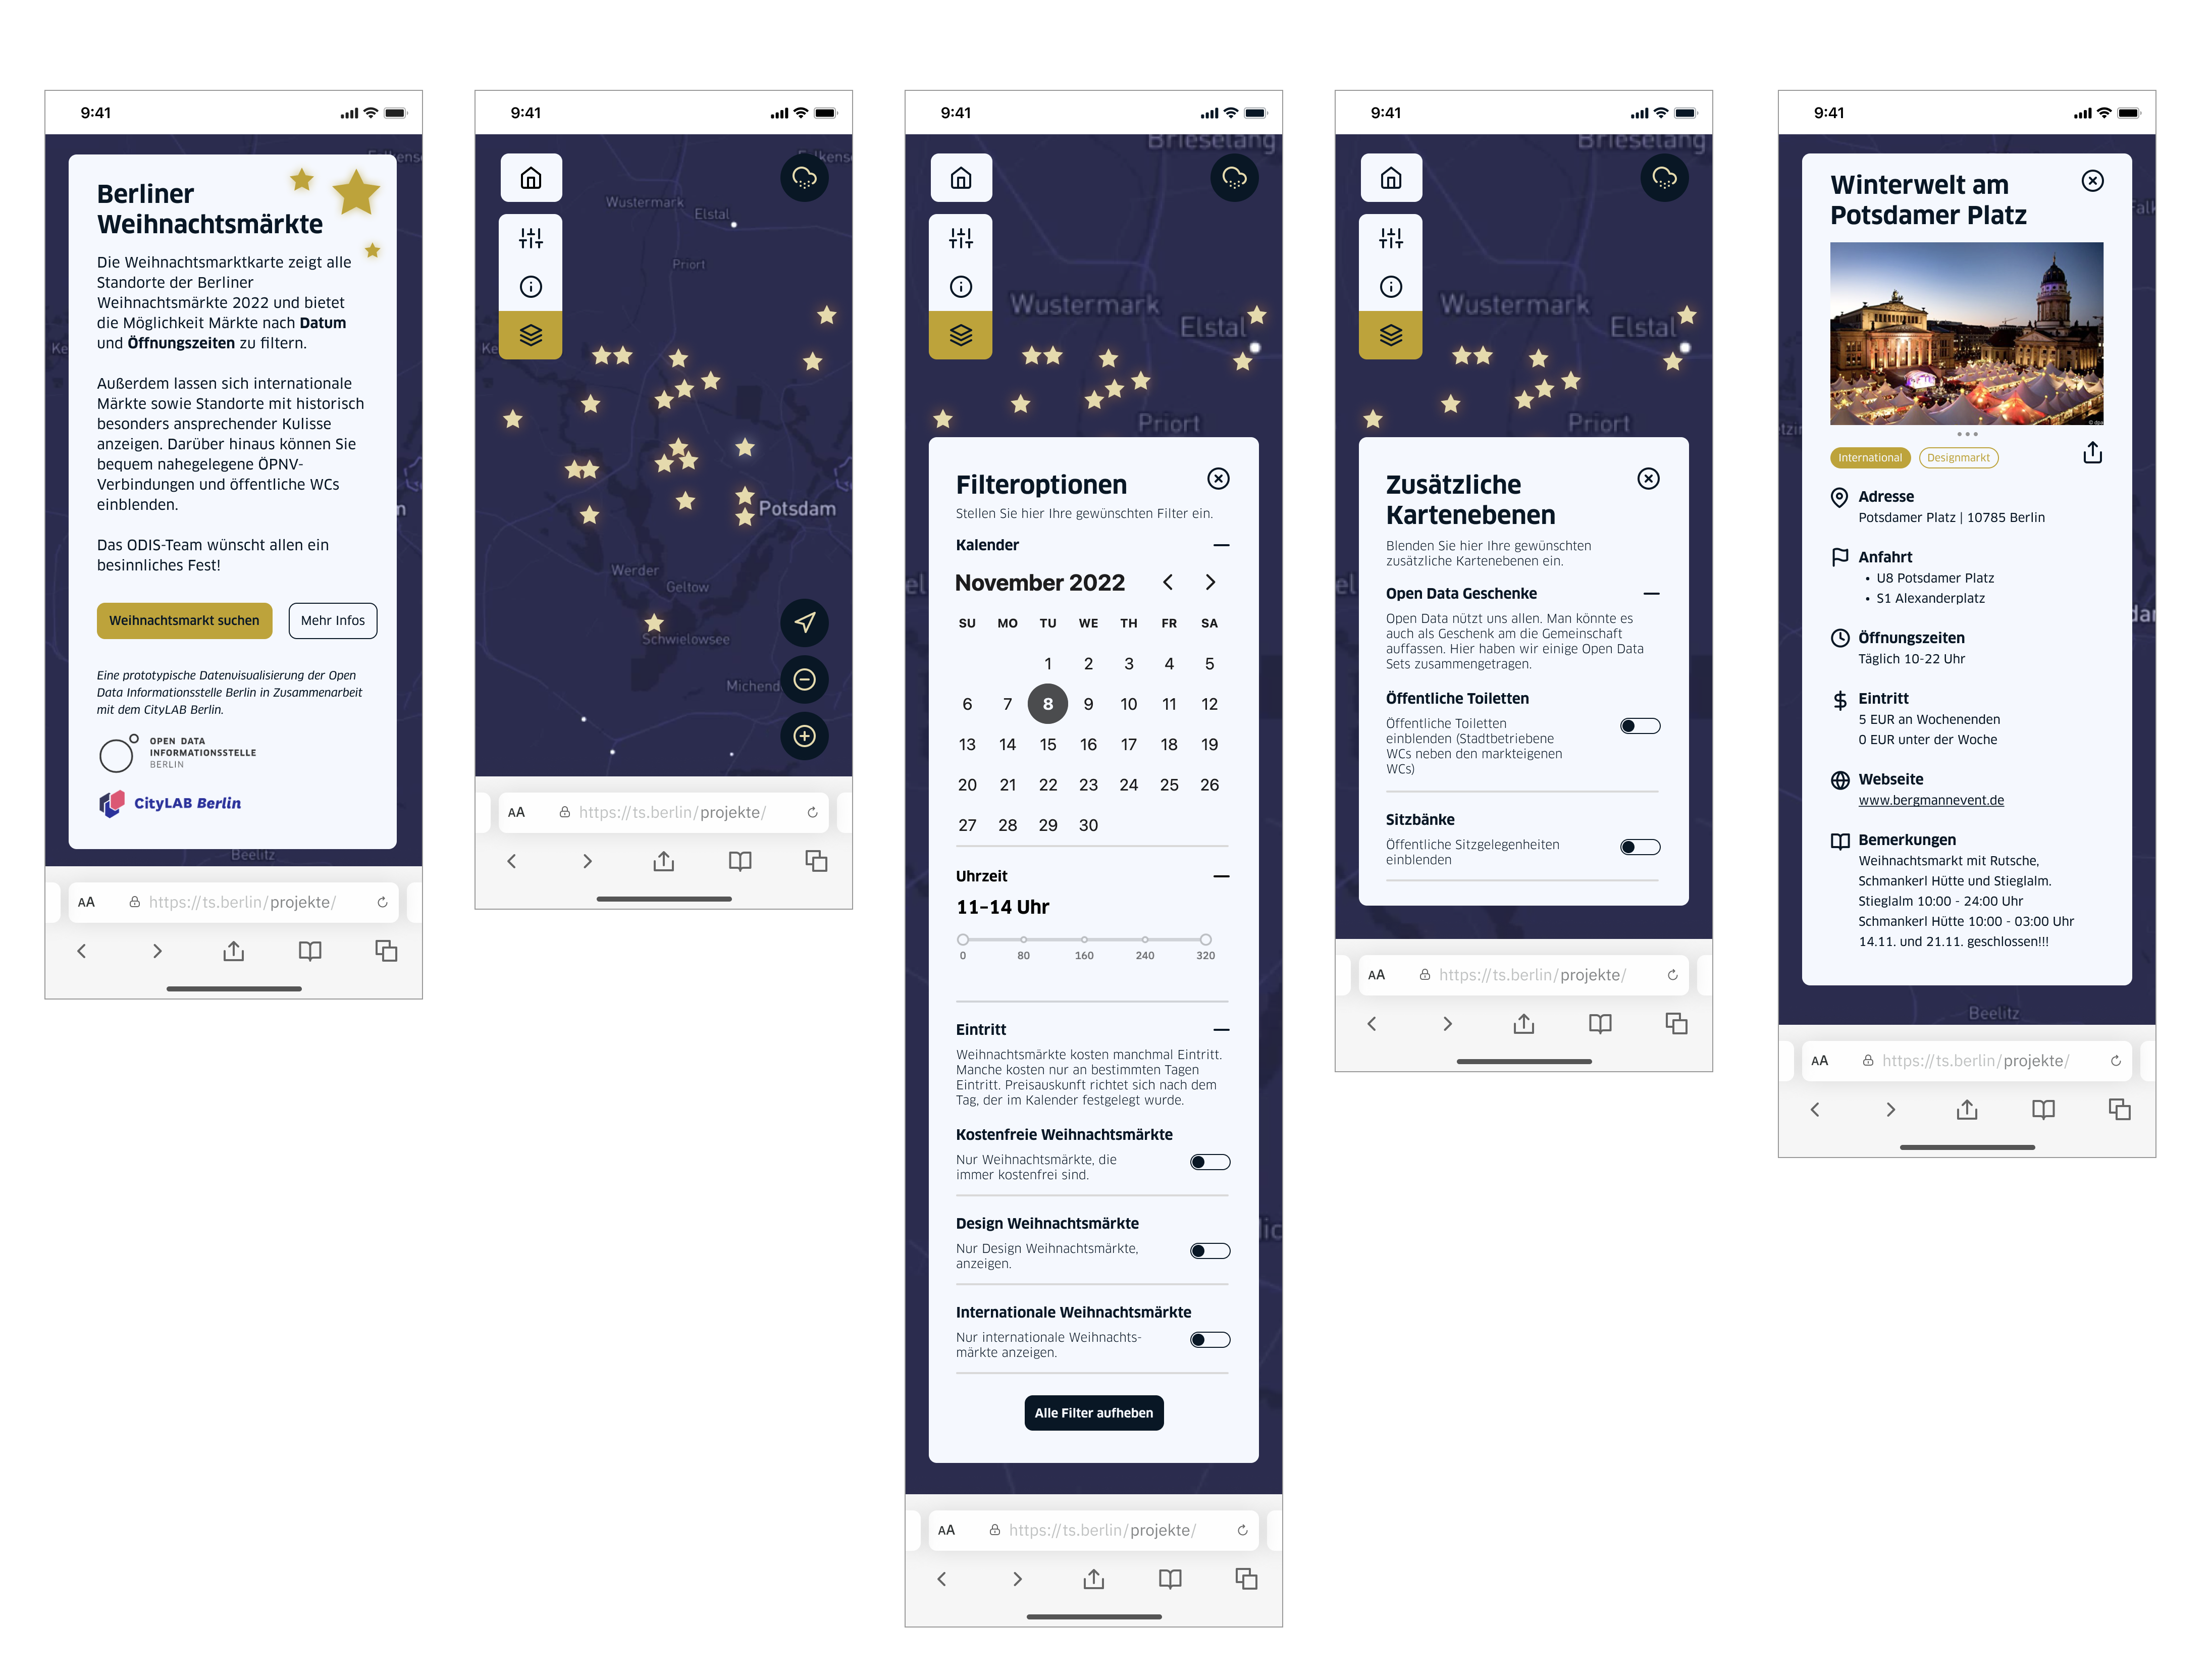 9:41
Falkense
Berliner
Weihnachtsmärkte
Die Weihnachtsmarktkarte zeigt alle
Standorte der Berliner
Weihnachtsmärkte 2022 und bietet
die Möglichkeit Märkte nach Datum
und Öffnungszeiten zu filtern.
Außerdem lassen sich internationale
Märkte sowie Standorte mit historisch
besonders ansprechender Kulisse
anzeigen. Darüber hinaus können Sie
bequem nahegelegene ÖPNV-
Verbindungen und öffentliche WCs
einblenden.
Das ODIS-Team wünscht allen ein
besinnliches Fest!
Weihnachtsmarkt suchen
Mehr Infos
Eine prototypische Datenvisualisierung der Open
Data Informationsstelle Berlin in Zusammenarbeit
mit dem CityLAB Berlin.
OPEN DATA
INFORMATIONSSTELLE
BERLIN
CityLAB Berlin
Beelitz
AA
https://ts.berlin/projekte/
9:41
Wustermark
Elstal
Priort
Potsdam
Werder
Geltow
Schwielowsee
Michend
AA
https://ts.berlin/projekte/
9:41
Brieselang
Wustermark
Elstal
Priort
Filteroptionen
Stellen Sie hier Ihre gewünschten Filter ein.
Kalender
November 2022
SU MO TU WE TH FR SA
1 2 3 4 5
6 7 8 9 10 11 12
13 14 15 16 17 18 19
20 21 22 23 24 25 26
27 28 29 30
Uhrzeit
11–14 Uhr
0 80 160 240 320
Eintritt
Weihnachtsmärkte kosten manchmal Eintritt.
Manche kosten nur an bestimmten Tagen
Eintritt. Preisauskunft richtet sich nach dem
Tag, der im Kalender festgelegt wurde.
Kostenfreie Weihnachtsmärkte
Nur Weihnachtsmärkte, die
immer kostenfrei sind.
Design Weihnachtsmärkte
Nur Design Weihnachtsmärkte,
anzeigen.
Internationale Weihnachtsmärkte
Nur internationale Weihnachts-
märkte anzeigen.
Alle Filter aufheben
AA
https://ts.berlin/projekte/
9:41
Brieselang
Wustermark
Elstal
Priort
Zusätzliche
Kartenebenen
Blenden Sie hier Ihre gewünschten
zusätzliche Kartenebenen ein.
Open Data Geschenke
Open Data nützt uns allen. Man könnte es
auch als Geschenk am die Gemeinschaft
auffassen. Hier haben wir einige Open Data
Sets zusammengetragen.
Öffentliche Toiletten
Öffentliche Toiletten
einblenden (Stadtbetriebene
WCs neben den markteigenen
WCs)
Sitzbänke
Öffentliche Sitzgelegenheiten
einblenden
AA
https://ts.berlin/projekte/
9:41
Winterwelt am
Potsdamer Platz
International
Designmarkt
Adresse
Potsdamer Platz | 10785 Berlin
Anfahrt
• U8 Potsdamer Platz
• S1 Alexanderplatz
Öffnungszeiten
Täglich 10-22 Uhr
Eintritt
5 EUR an Wochenenden
0 EUR unter der Woche
Webseite
www.bergmannevent.de
Bemerkungen
Weihnachtsmarkt mit Rutsche,
Schmankerl Hütte und Stieglalm.
Stieglalm 10:00 - 24:00 Uhr
Schmankerl Hütte 10:00 - 03:00 Uhr
14.11. und 21.11. geschlossen!!!
Beelitz
AA
https://ts.berlin/projekte/